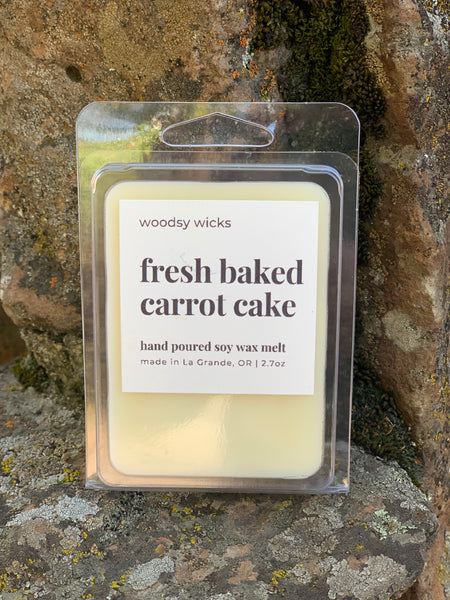 woodsy wicks
fresh baked
carrot cake
hand poured soy wax melt
made in La Grande, OR | 2.7oz